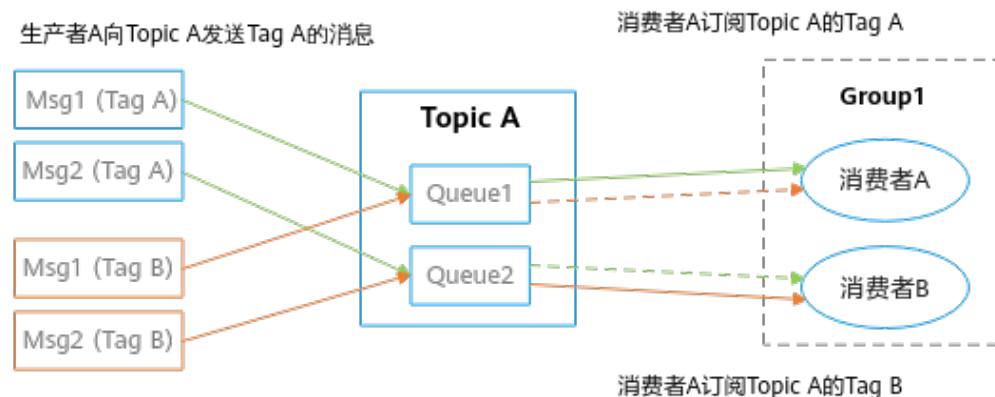 生产者A向Topic A发送Tag A的消息
消费者A订阅Topic A的Tag A
Msg1 (Tag A)
Msg2 (Tag A)
Msg1 (Tag B)
Msg2 (Tag B)
Topic A
Queue1
Queue2
Group1
消费者A
消费者B
消费者A订阅Topic A的Tag B